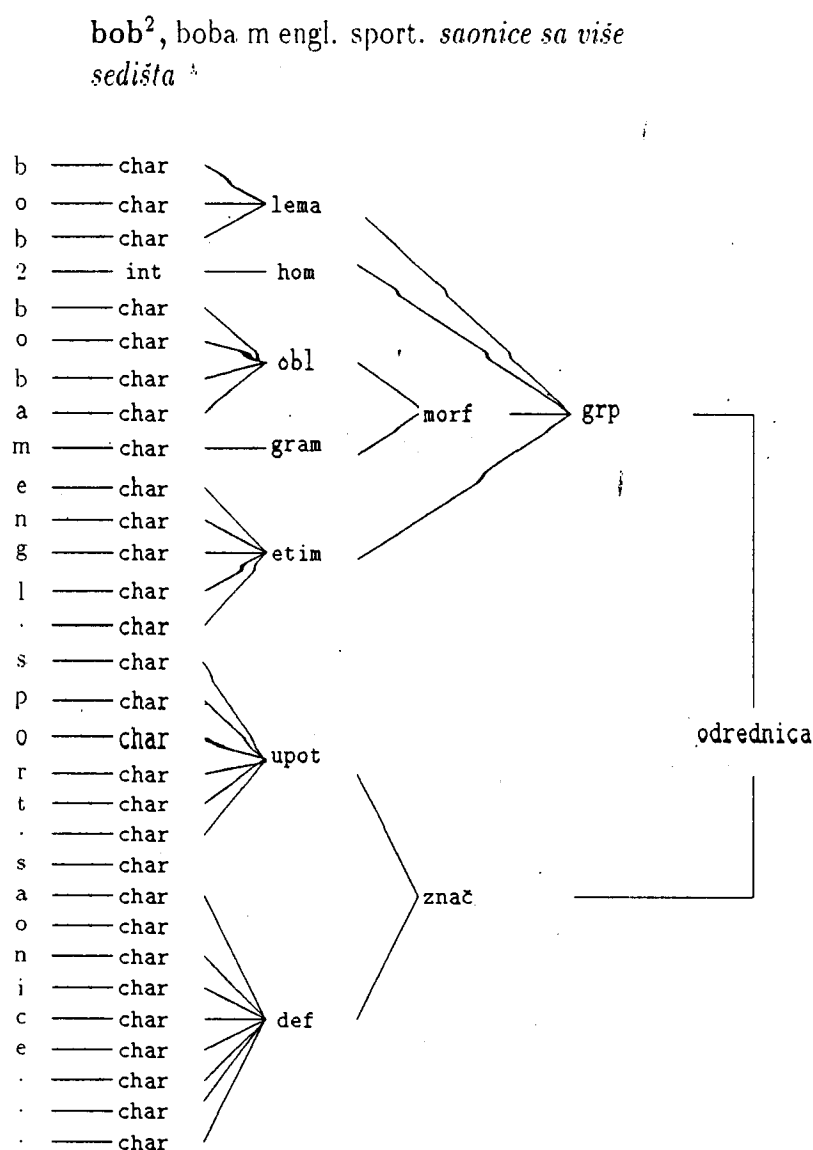 bob², boba m engl. sport. saonice sa više
sedišta
b char
o char lema
b char
2 int hom
b char
o char obl
b char
a char morf grp
m char gram
e char
n char
g char etim
l char
. char
s char
p char
o char odrednica
r char upot
t char
. char
s char
a char znač
o char
n char
i char
c char def
e char
. char
. char
. char